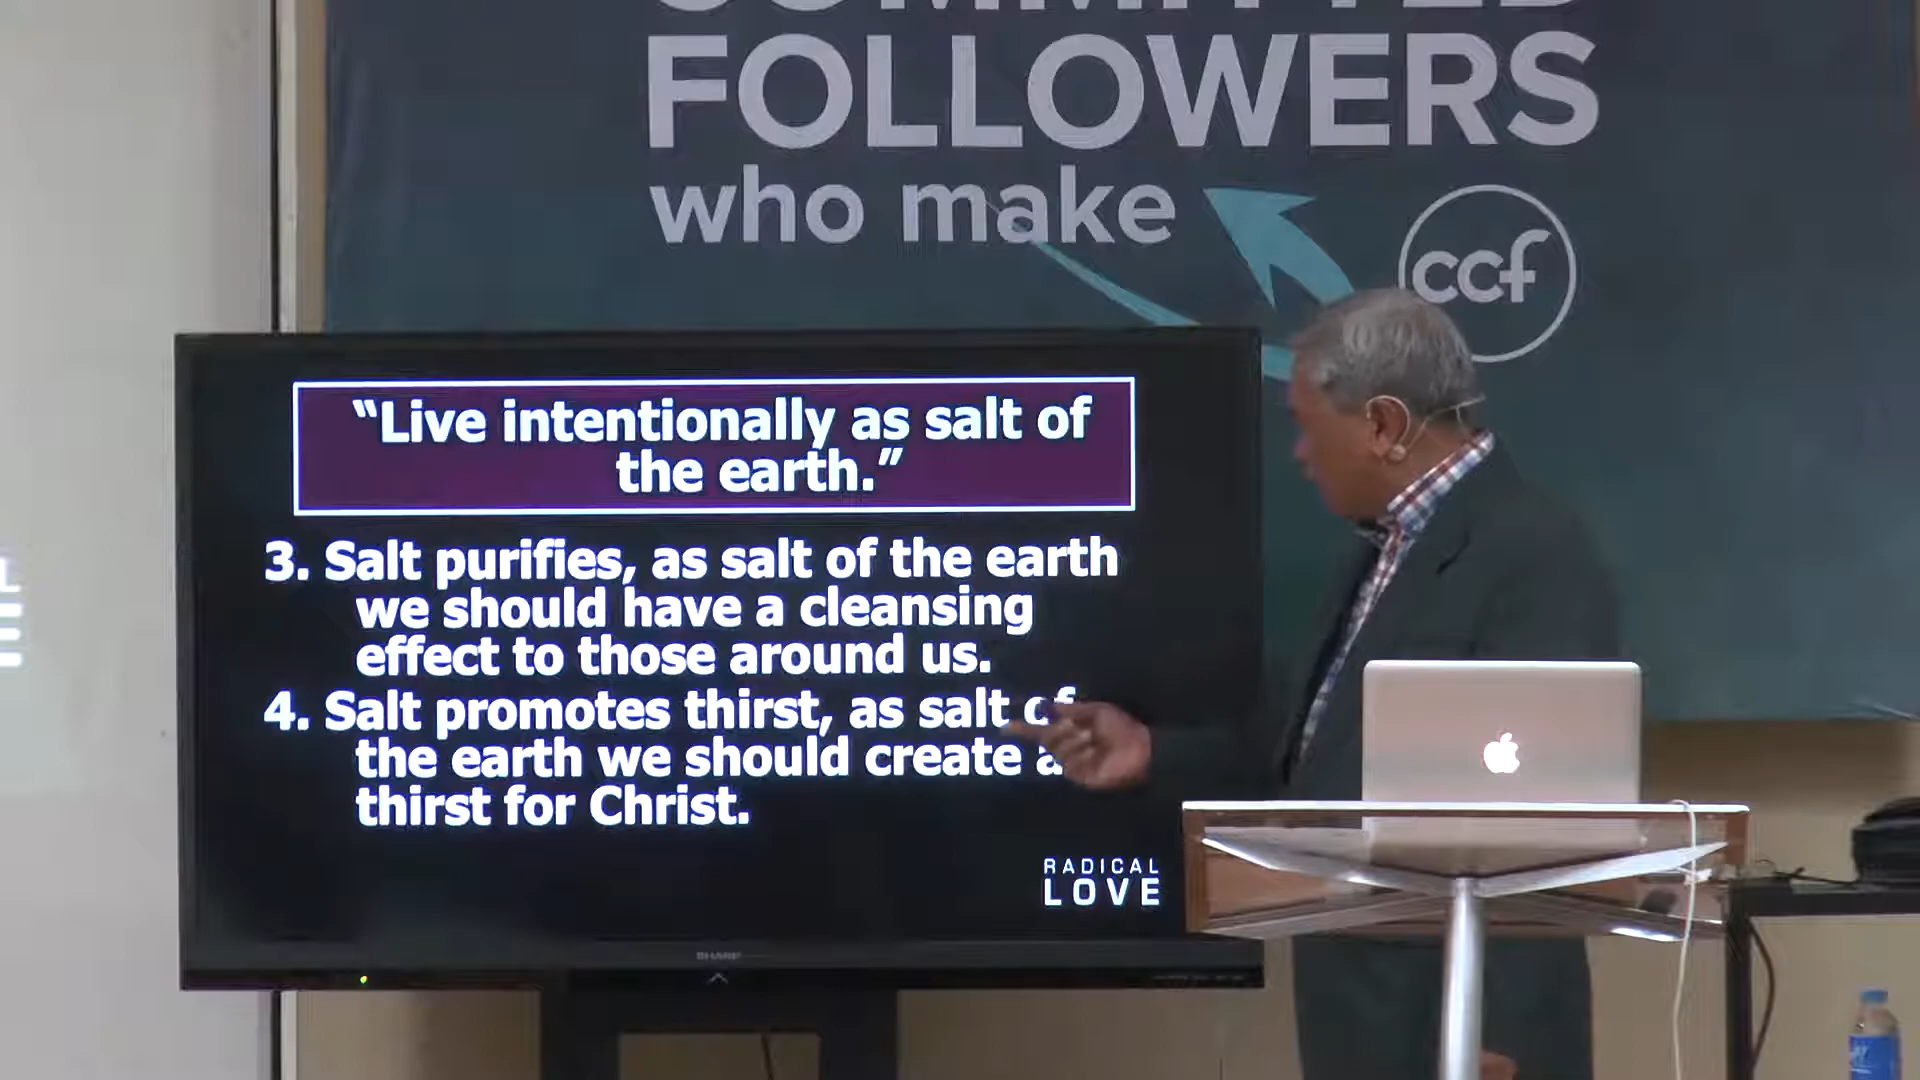 FOLLOWERS
who make
ccf
“Live intentionally as salt of
the earth.”
3. Salt purifies, as salt of the earth
we should have a cleansing
effect to those around us.
4. Salt promotes thirst, as salt of
the earth we should create a
thirst for Christ.
RADICAL
LOVE
SHARP